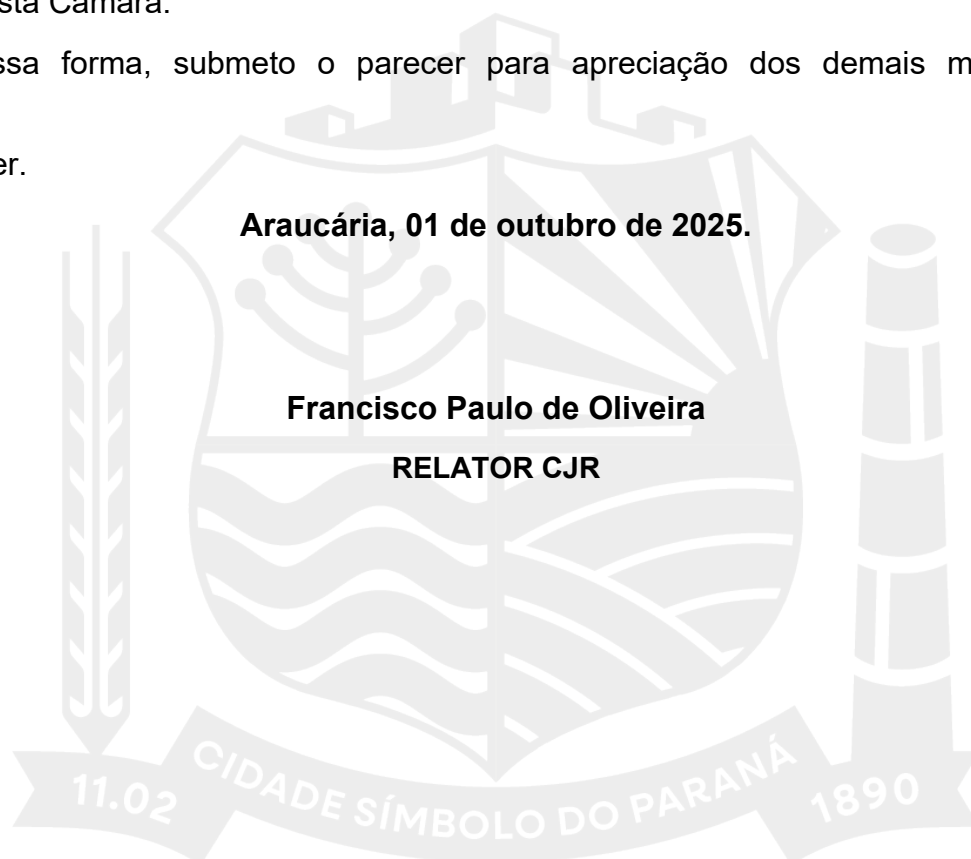 sta Câmara.
ssa forma, submeto o parecer para apreciação dos demais m
er.
Araucária, 01 de outubro de 2025.
Francisco Paulo de Oliveira
RELATOR CJR
11.02 CIDADE SÍMBOLO DO PARANÁ 1890